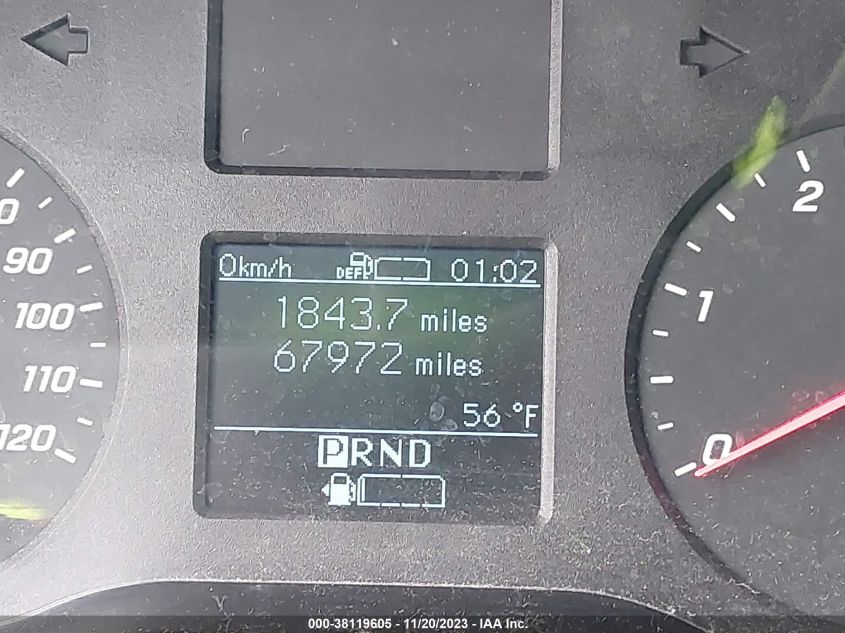 0km/h DEF 01:02
1843.7 miles
67972 miles
56 °F
PRND
90
100
110
120
2
1
0
000-38119605 - 11/20/2023 - IAA Inc.